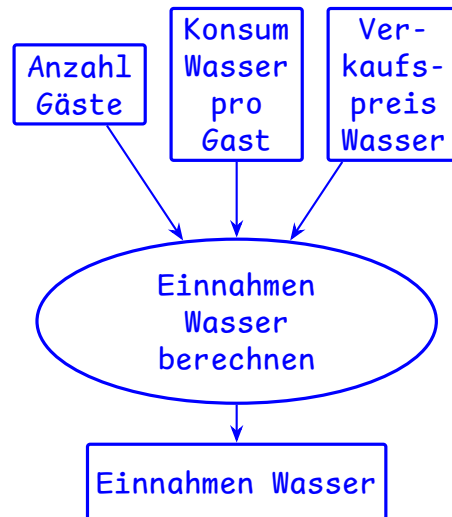 Anzahl
Gäste
Konsum
Wasser
pro
Gast
Ver-
kaufs-
preis
Wasser
Einnahmen
Wasser
berechnen
Einnahmen Wasser